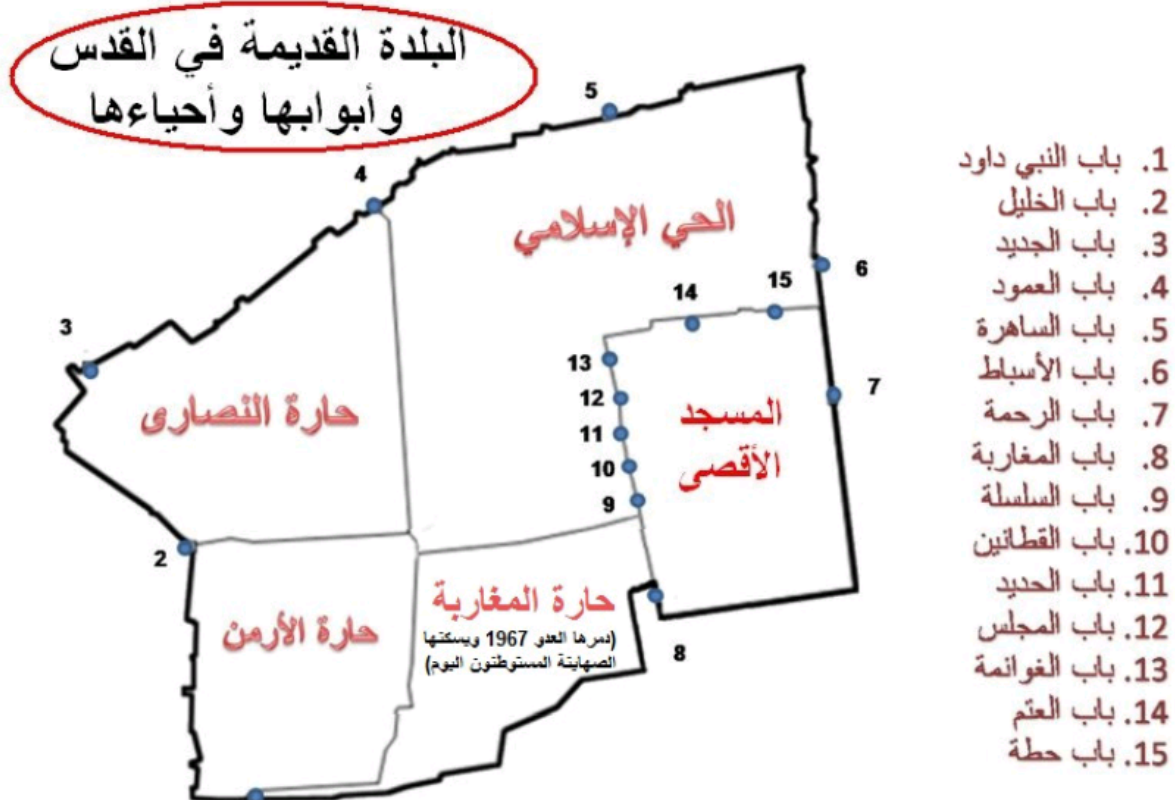 البلدة القديمة في القدس
وأبوابها وأحياءها
5
4
3
6
7
15
14
13
12
11
10
9
2
8
الحي الإسلامي
حارة النصارى
المسجد
الأقصى
حارة المغاربة
(دمرها العدو 1967 ويسكنها
الصهاينة المستوطنون اليوم)
حارة الأرمن
1. باب النبي داود
2. باب الخليل
3. باب الجديد
4. باب العمود
5. باب الساهرة
6. باب الأسباط
7. باب الرحمة
8. باب المغاربة
9. باب السلسلة
10. باب القطانين
11. باب الحديد
12. باب المجلس
13. باب الغوانمة
14. باب العتم
15. باب حطة